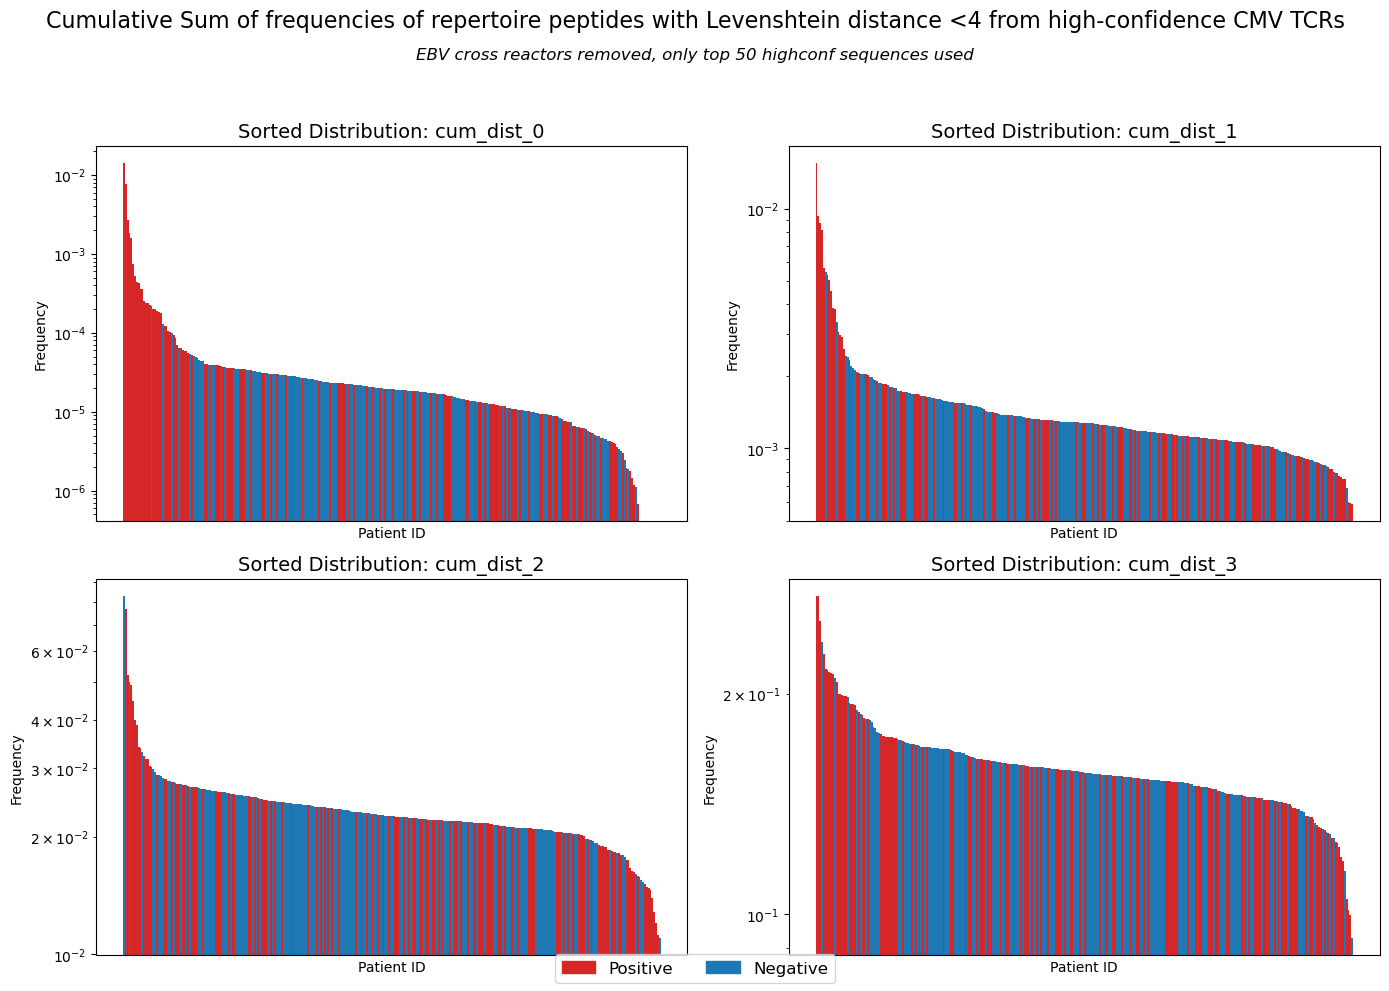 Cumulative Sum of frequencies of repertoire peptides with Levenshtein distance <4 from high-confidence CMV TCRs
EBV cross reactors removed, only top 50 highconf sequences used
Sorted Distribution: cum_dist_0
10⁻²
10⁻³
10⁻⁴
10⁻⁵
10⁻⁶
Frequency
Patient ID
Sorted Distribution: cum_dist_1
10⁻²
10⁻³
Frequency
Patient ID
Sorted Distribution: cum_dist_2
6 × 10⁻²
4 × 10⁻²
3 × 10⁻²
2 × 10⁻²
10⁻²
Frequency
Patient ID
Sorted Distribution: cum_dist_3
2 × 10⁻¹
10⁻¹
Frequency
Patient ID
Positive
Negative